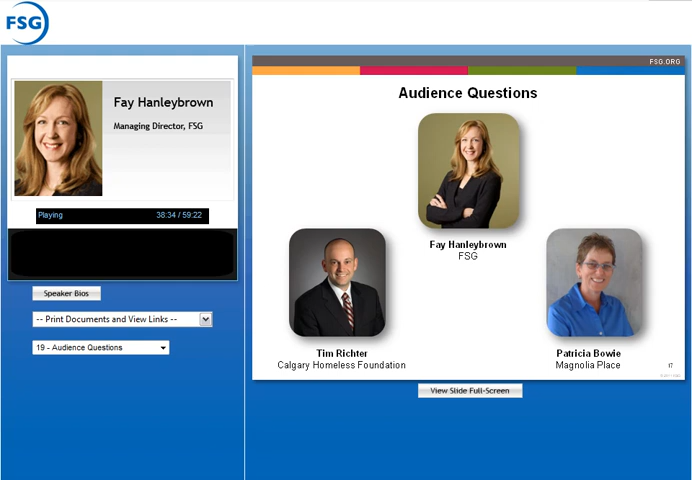 FSG
Fay Hanleybrown
Managing Director, FSG
Playing 38:34 / 59:22
Speaker Bios
-- Print Documents and View Links --
19 - Audience Questions
FSG.ORG
Audience Questions
Fay Hanleybrown
FSG
Tim Richter
Calgary Homeless Foundation
Patricia Bowie
Magnolia Place
17
View Slide Full-Screen